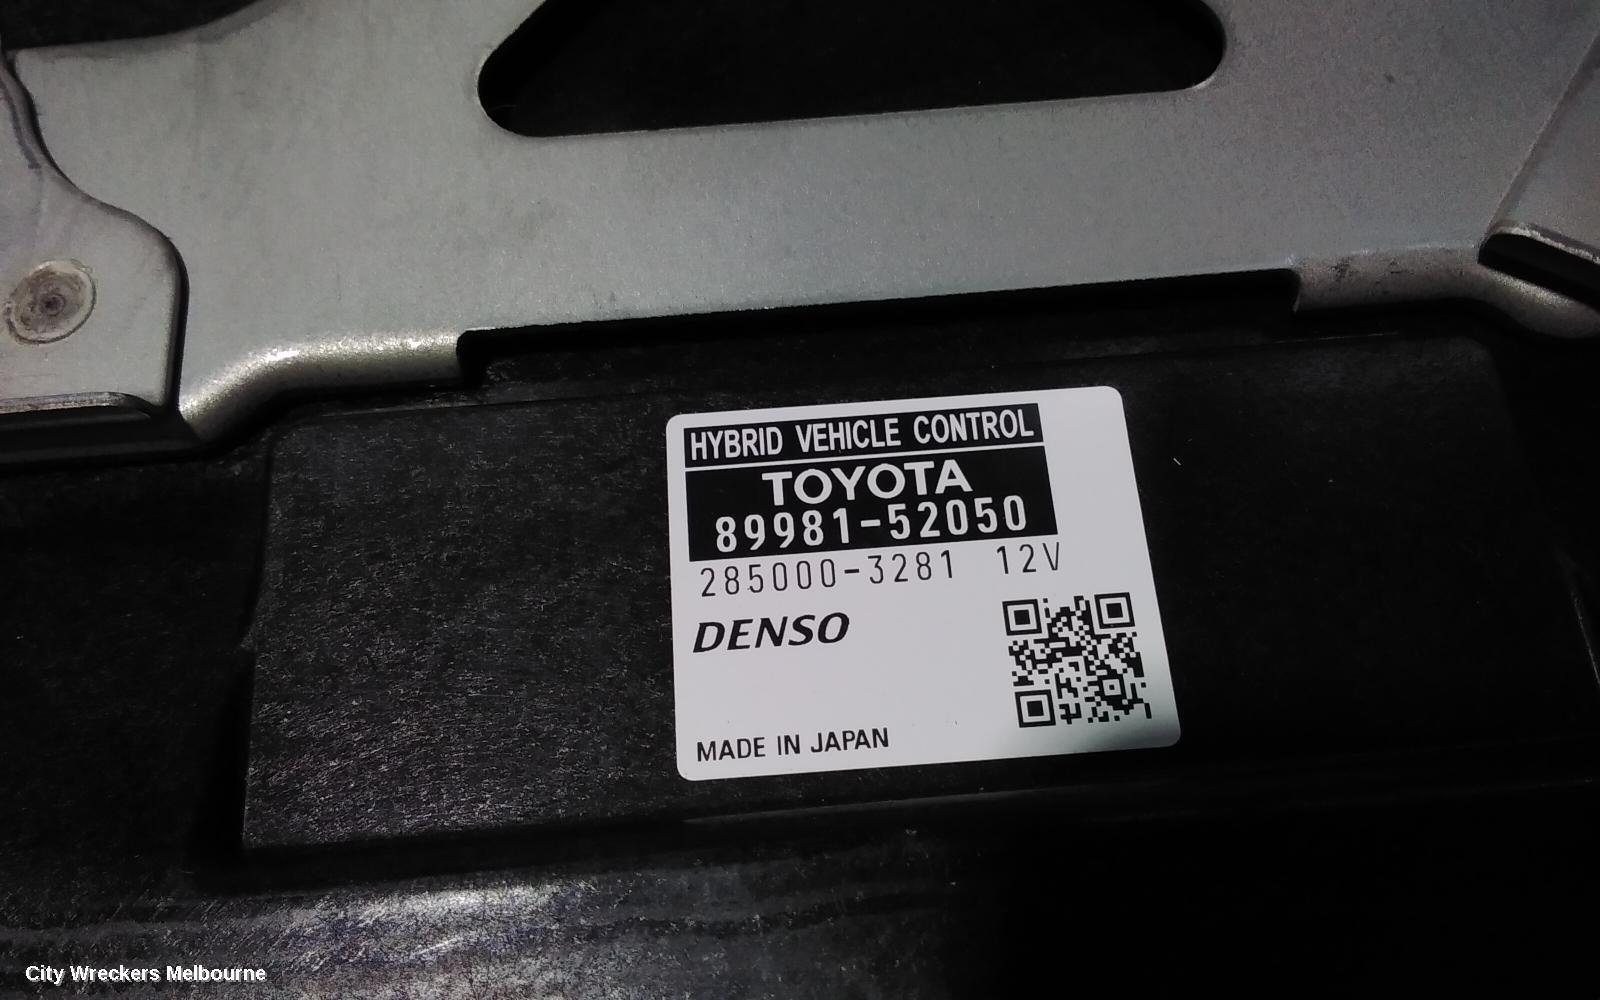 HYBRID VEHICLE CONTROL
TOYOTA
89981-52050
285000-3281 12V
DENSO
MADE IN JAPAN
City Wreckers Melbourne